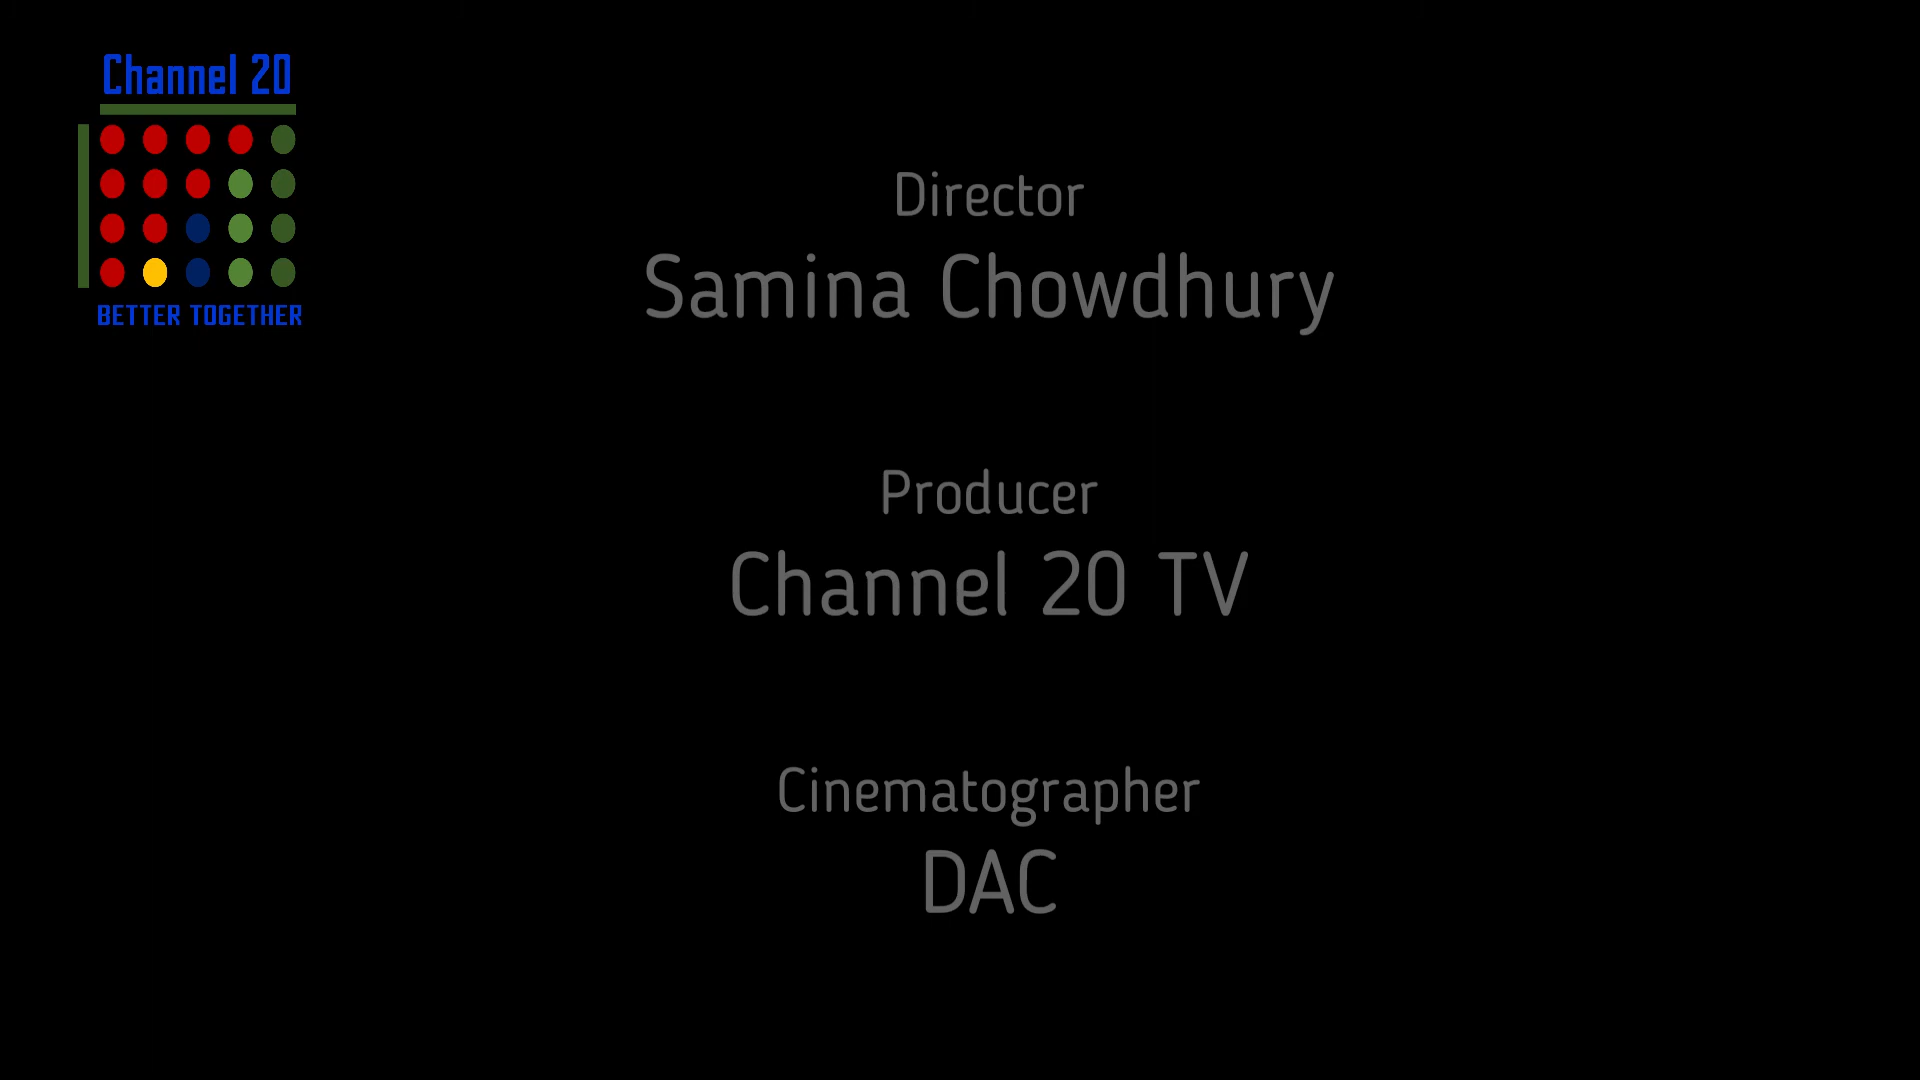 Channel 20
BETTER TOGETHER
Director
Samina Chowdhury
Producer
Channel 20 TV
Cinematographer
DAC